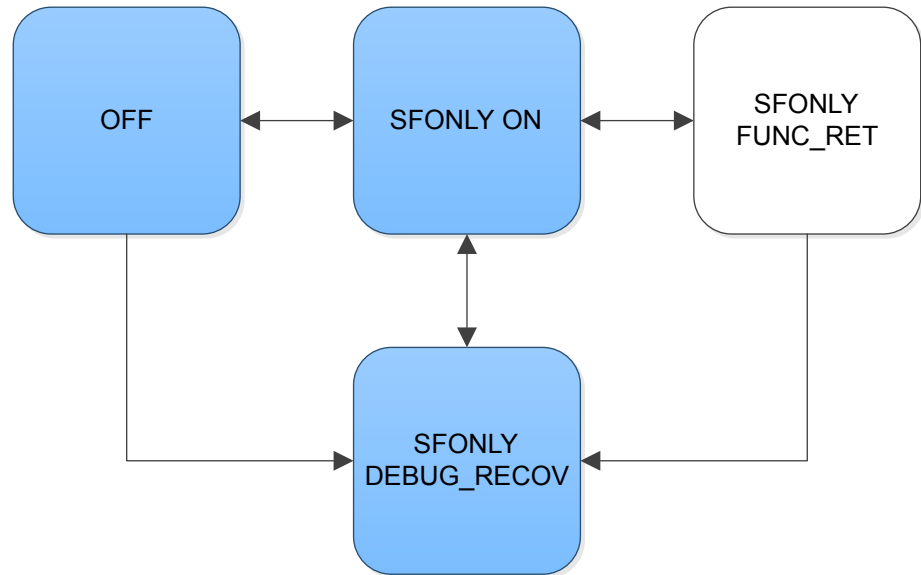 OFF
SFONLY ON
SFONLY
FUNC_RET
SFONLY
DEBUG_RECOV